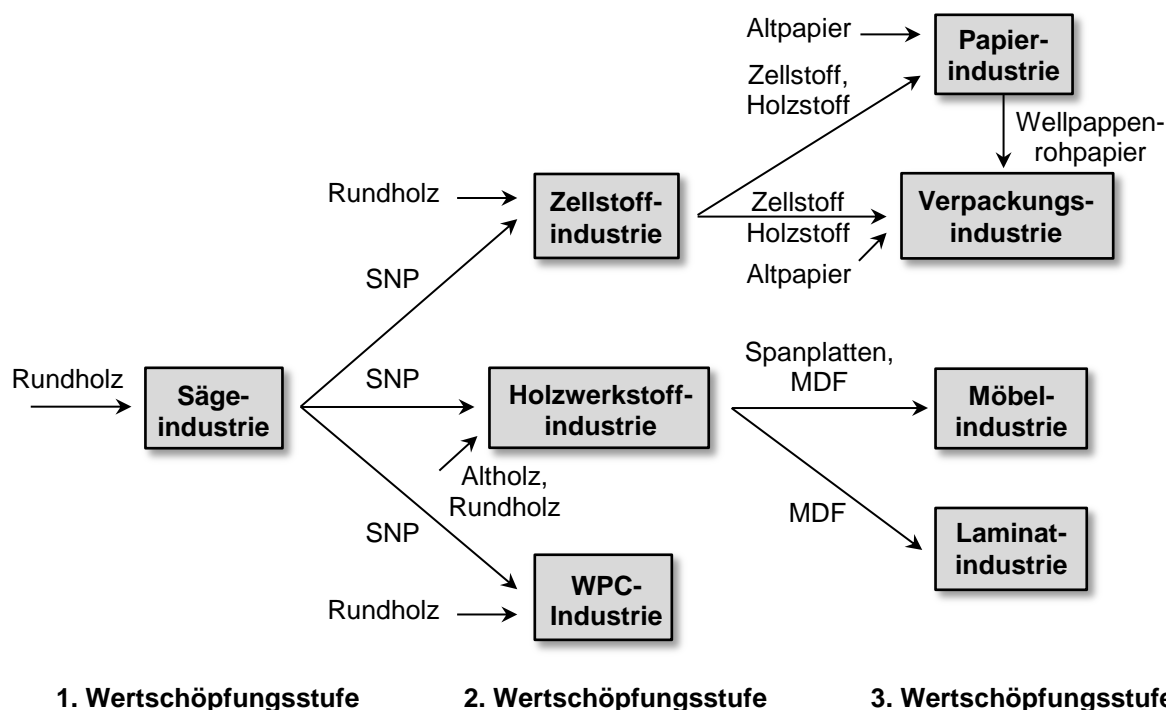 Altpapier
Papier-
industrie
Zellstoff,
Holzstoff
Wellpappen-
rohpapier
Rundholz
Zellstoff-
industrie
Zellstoff
Holzstoff
Verpackungs-
industrie
Altpapier
SNP
Rundholz
Säge-
industrie
SNP
Holzwerkstoff-
industrie
Spanplatten,
MDF
Möbel-
industrie
Altholz,
Rundholz
SNP
MDF
Laminat-
industrie
Rundholz
WPC-
Industrie
1. Wertschöpfungsstufe
2. Wertschöpfungsstufe
3. Wertschöpfungsstufe